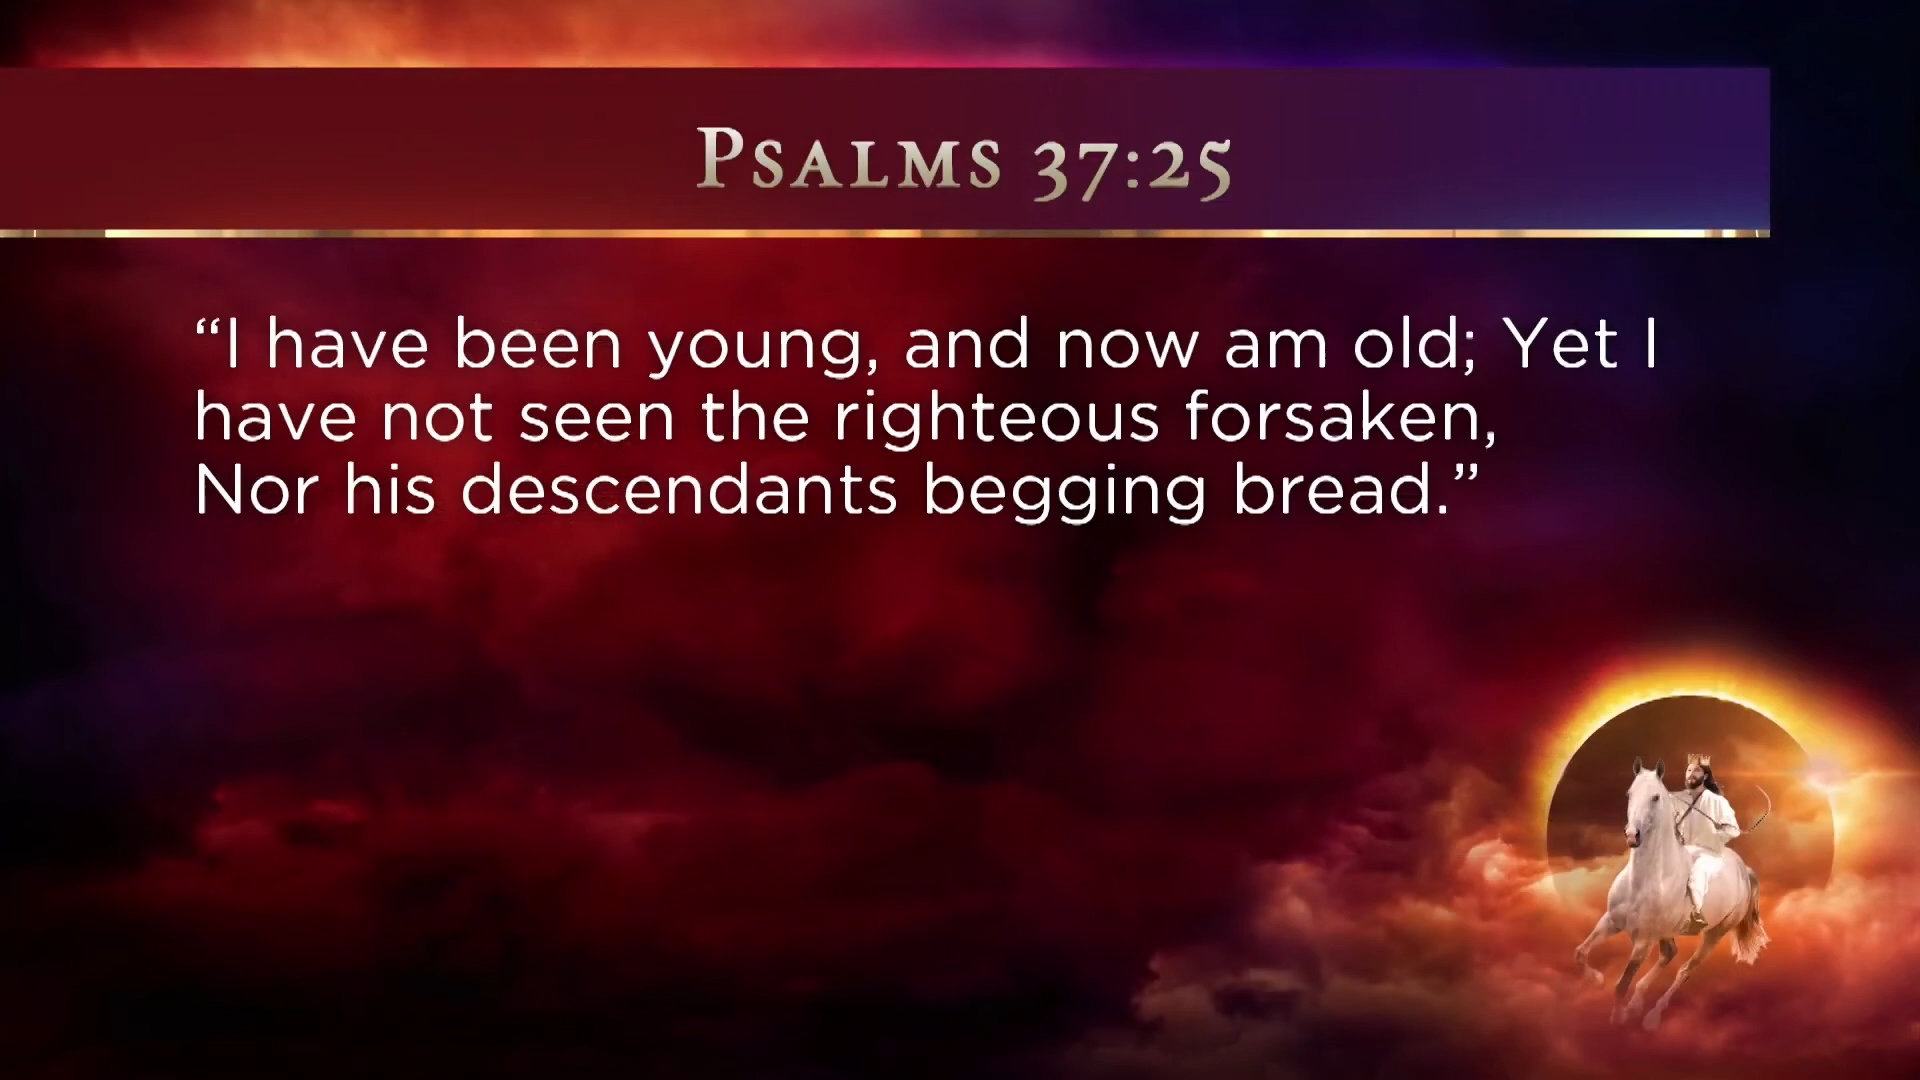 PSALMS 37:25
“I have been young, and now am old; Yet I
have not seen the righteous forsaken,
Nor his descendants begging bread.”